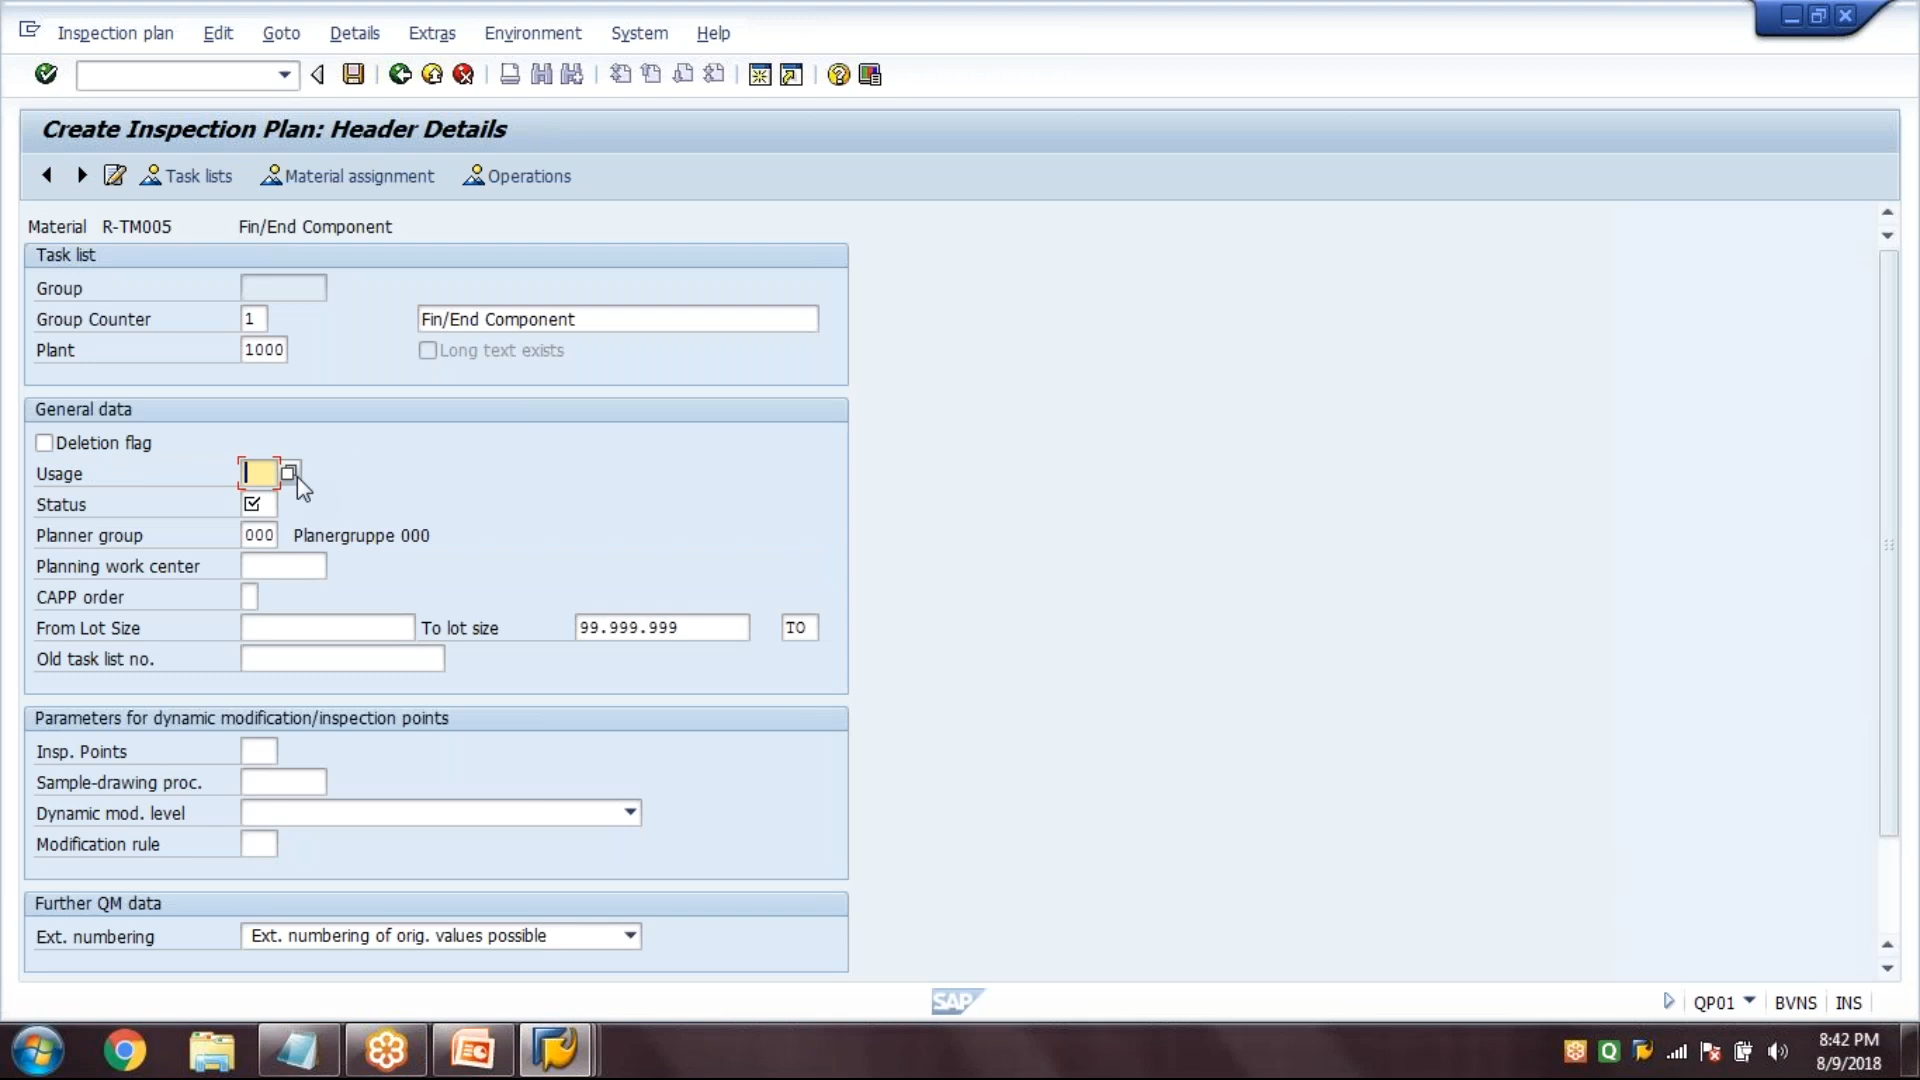 Inspection plan Edit Goto Details Extras Environment System Help
Create Inspection Plan: Header Details
Task lists Material assignment Operations
Material R-TM005 Fin/End Component
Task list
Group
Group Counter 1 Fin/End Component
Plant 1000 Long text exists
General data
Deletion flag
Usage
Status
Planner group 000 Planergruppe 000
Planning work center
CAPP order
From Lot Size To lot size 99.999.999 TO
Old task list no.
Parameters for dynamic modification/inspection points
Insp. Points
Sample-drawing proc.
Dynamic mod. level
Modification rule
Further QM data
Ext. numbering Ext. numbering of orig. values possible
SAP QP01 BVNS INS
8:42 PM
8/9/2018